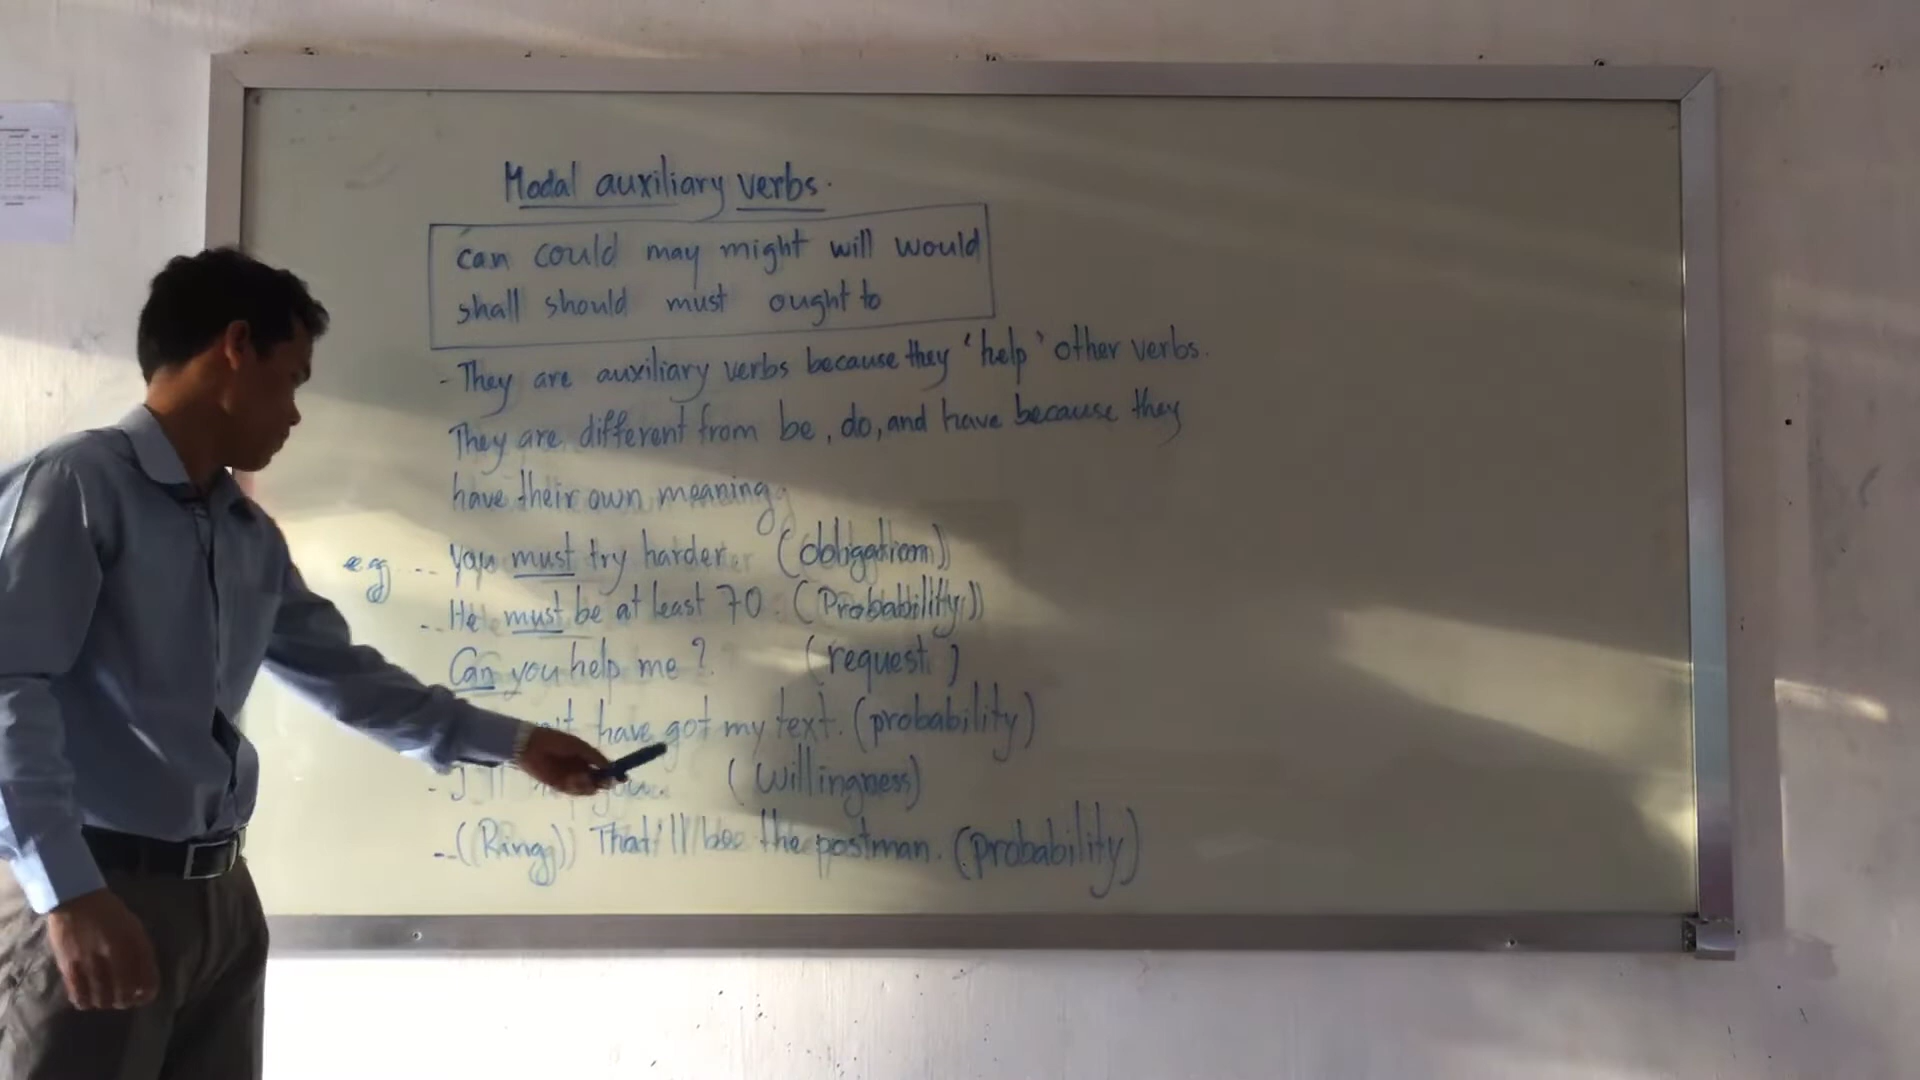 Modal auxiliary verbs.
can could may might will would
shall should must ought to
- They are auxiliary verbs because they 'help' other verbs.
They are different from be, do, and have because they
have their own meaning.
eg - You must try harder. (obligation)
- He must be at least 70. (Probability)
Can you help me? (request)
have got my text. (probability)
- I'll you. (Willingness)
- (Ring) That'll be the postman. (probability)